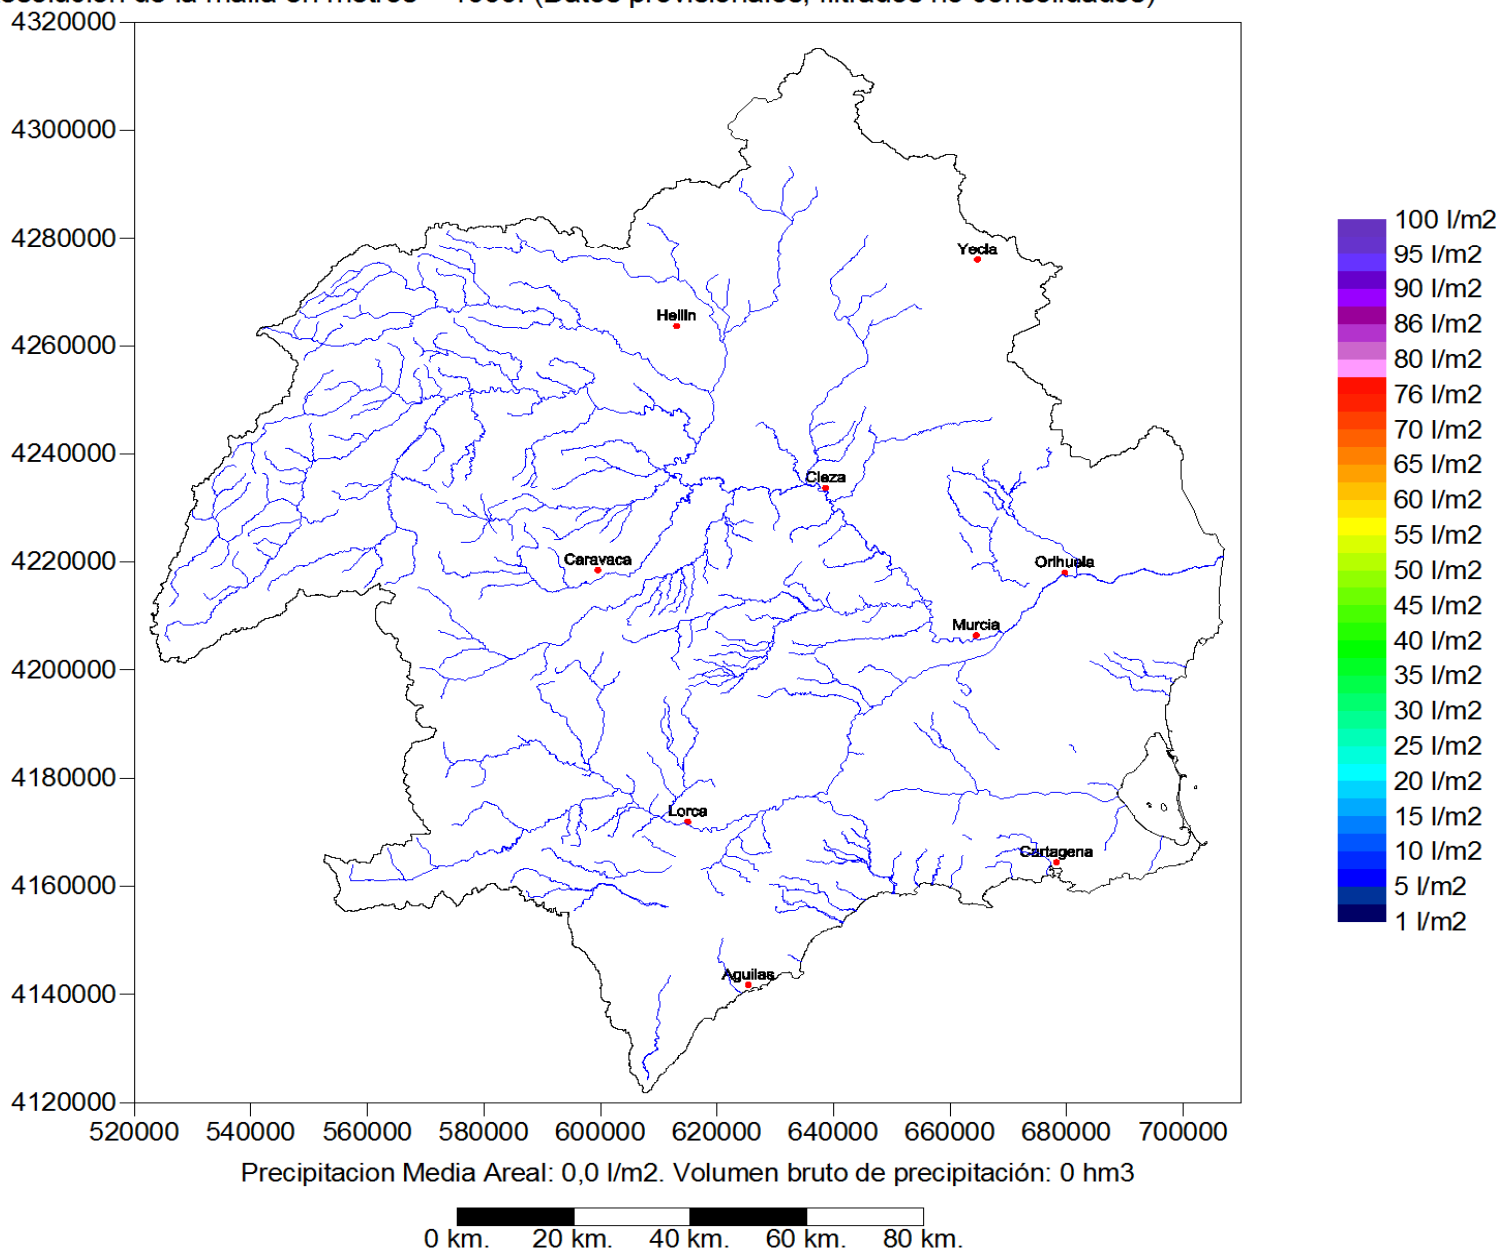 4320000
4300000
4280000
4260000
4240000
4220000
4200000
4180000
4160000
4140000
4120000
520000 540000 560000 580000 600000 620000 640000 660000 680000 700000
Yecla
Hellin
Cieza
Caravaca
Orihuela
Murcia
Lorca
Cartagena
Aguilas
100 l/m2
95 l/m2
90 l/m2
86 l/m2
80 l/m2
76 l/m2
70 l/m2
65 l/m2
60 l/m2
55 l/m2
50 l/m2
45 l/m2
40 l/m2
35 l/m2
30 l/m2
25 l/m2
20 l/m2
15 l/m2
10 l/m2
5 l/m2
1 l/m2
Precipitacion Media Areal: 0,0 l/m2. Volumen bruto de precipitación: 0 hm3
0 km. 20 km. 40 km. 60 km. 80 km.